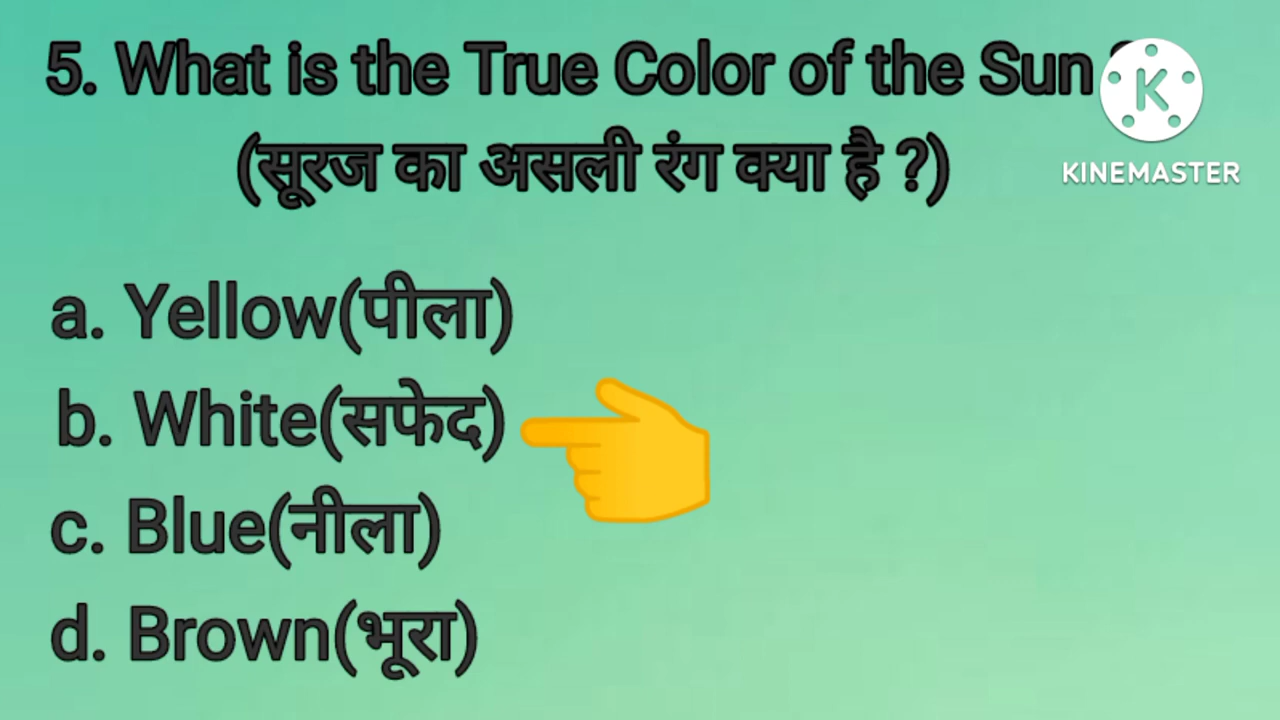 5. What is the True Color of the Sun ?
(सूरज का असली रंग क्या है ?)
K
KINEMASTER
a. Yellow(पीला)
b. White(सफेद)
c. Blue(नीला)
d. Brown(भूरा)